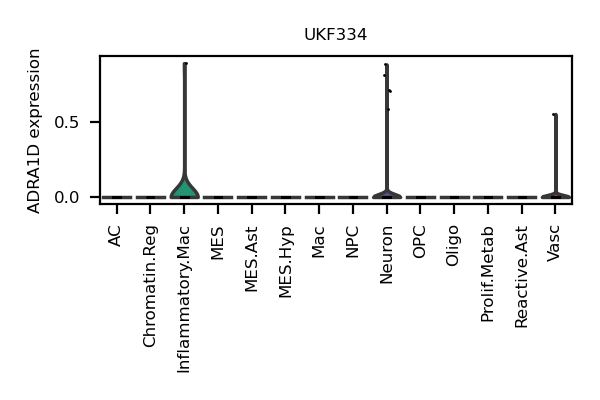 UKF334
ADRA1D expression
0.5
0.0
AC
Chromatin.Reg
Inflammatory.Mac
MES
MES.Ast
MES.Hyp
Mac
NPC
Neuron
OPC
Oligo
Prolif.Metab
Reactive.Ast
Vasc